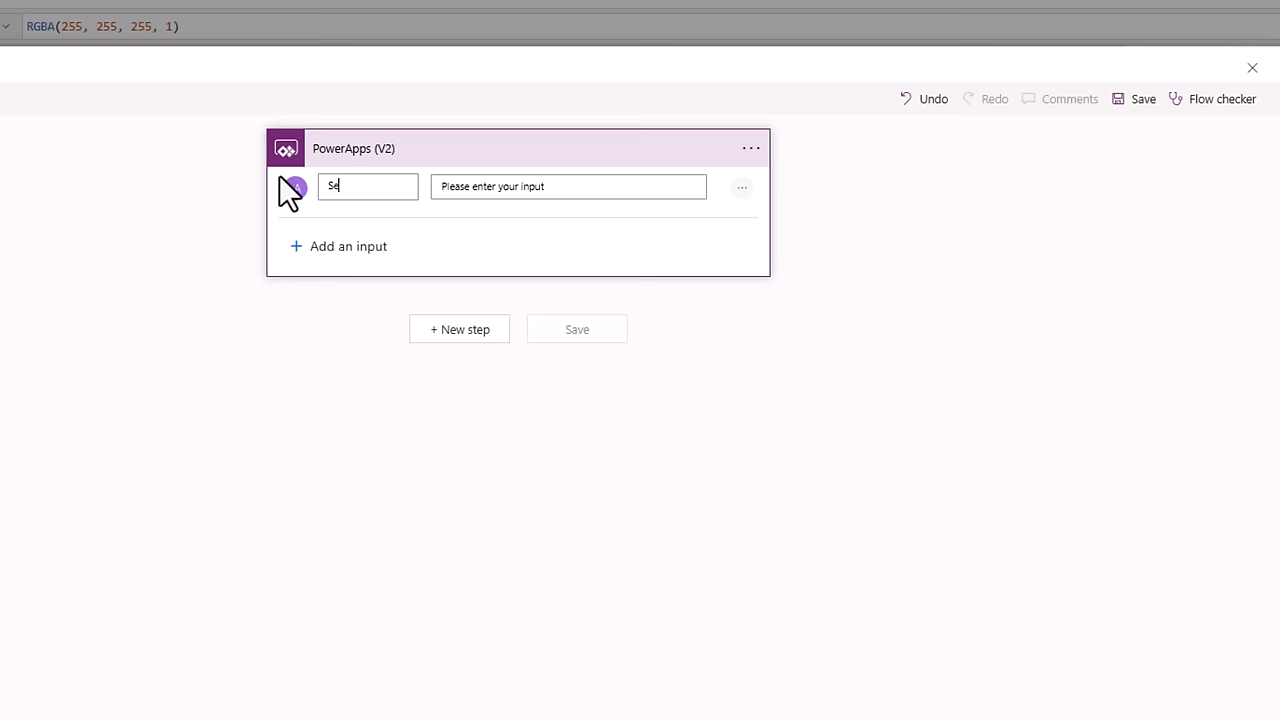 RGBA(255, 255, 255, 1)
Undo Redo Comments Save Flow checker
PowerApps (V2)
Se Please enter your input
+ Add an input
+ New step Save